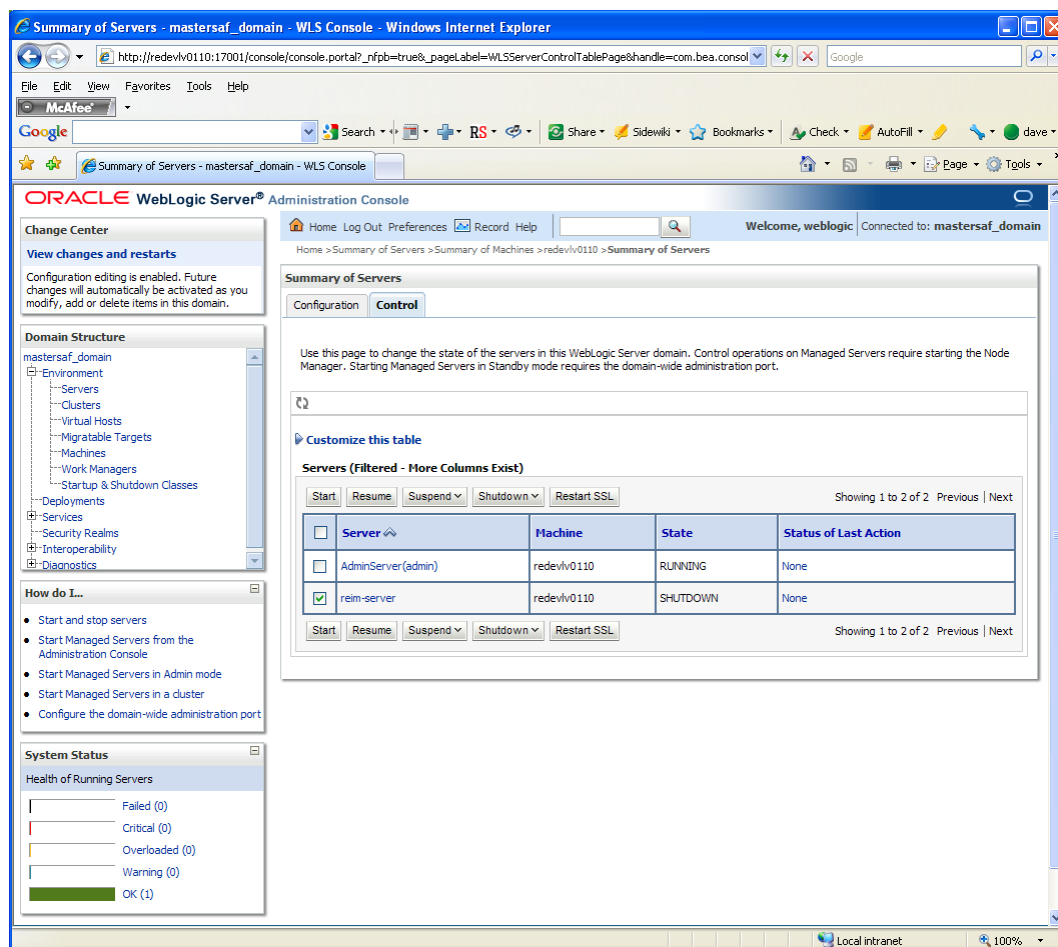 Summary of Servers - mastersaf_domain - WLS Console - Windows Internet Explorer
http://redevlv0110:17001/console/console.portal?_nfpb=true&_pageLabel=WLSServerControlTablePage&handle=com.bea.consol
Google
File Edit View Favorites Tools Help
McAfee
Google Search RS Share Sidewiki Bookmarks Check AutoFill dave
Summary of Servers - mastersaf_domain - WLS Console
Page Tools
ORACLE WebLogic Server® Administration Console
Change Center
View changes and restarts
Configuration editing is enabled. Future
changes will automatically be activated as you
modify, add or delete items in this domain.
Domain Structure
mastersaf_domain
Environment
Servers
Clusters
Virtual Hosts
Migratable Targets
Machines
Work Managers
Startup & Shutdown Classes
Deployments
Services
Security Realms
Interoperability
Diagnostics
How do I...
Start and stop servers
Start Managed Servers from the
Administration Console
Start Managed Servers in Admin mode
Start Managed Servers in a cluster
Configure the domain-wide administration port
System Status
Health of Running Servers
Failed (0)
Critical (0)
Overloaded (0)
Warning (0)
OK (1)
Home Log Out Preferences Record Help
Welcome, weblogic Connected to: mastersaf_domain
Home >Summary of Servers >Summary of Machines >redevlv0110 >Summary of Servers
Summary of Servers
Configuration Control
Use this page to change the state of the servers in this WebLogic Server domain. Control operations on Managed Servers require starting the Node
Manager. Starting Managed Servers in Standby mode requires the domain-wide administration port.
Customize this table
Servers (Filtered - More Columns Exist)
Start Resume Suspend Shutdown Restart SSL Showing 1 to 2 of 2 Previous | Next
Server Machine State Status of Last Action
AdminServer(admin) redevlv0110 RUNNING None
reim-server redevlv0110 SHUTDOWN None
Start Resume Suspend Shutdown Restart SSL Showing 1 to 2 of 2 Previous | Next
Local intranet 100%